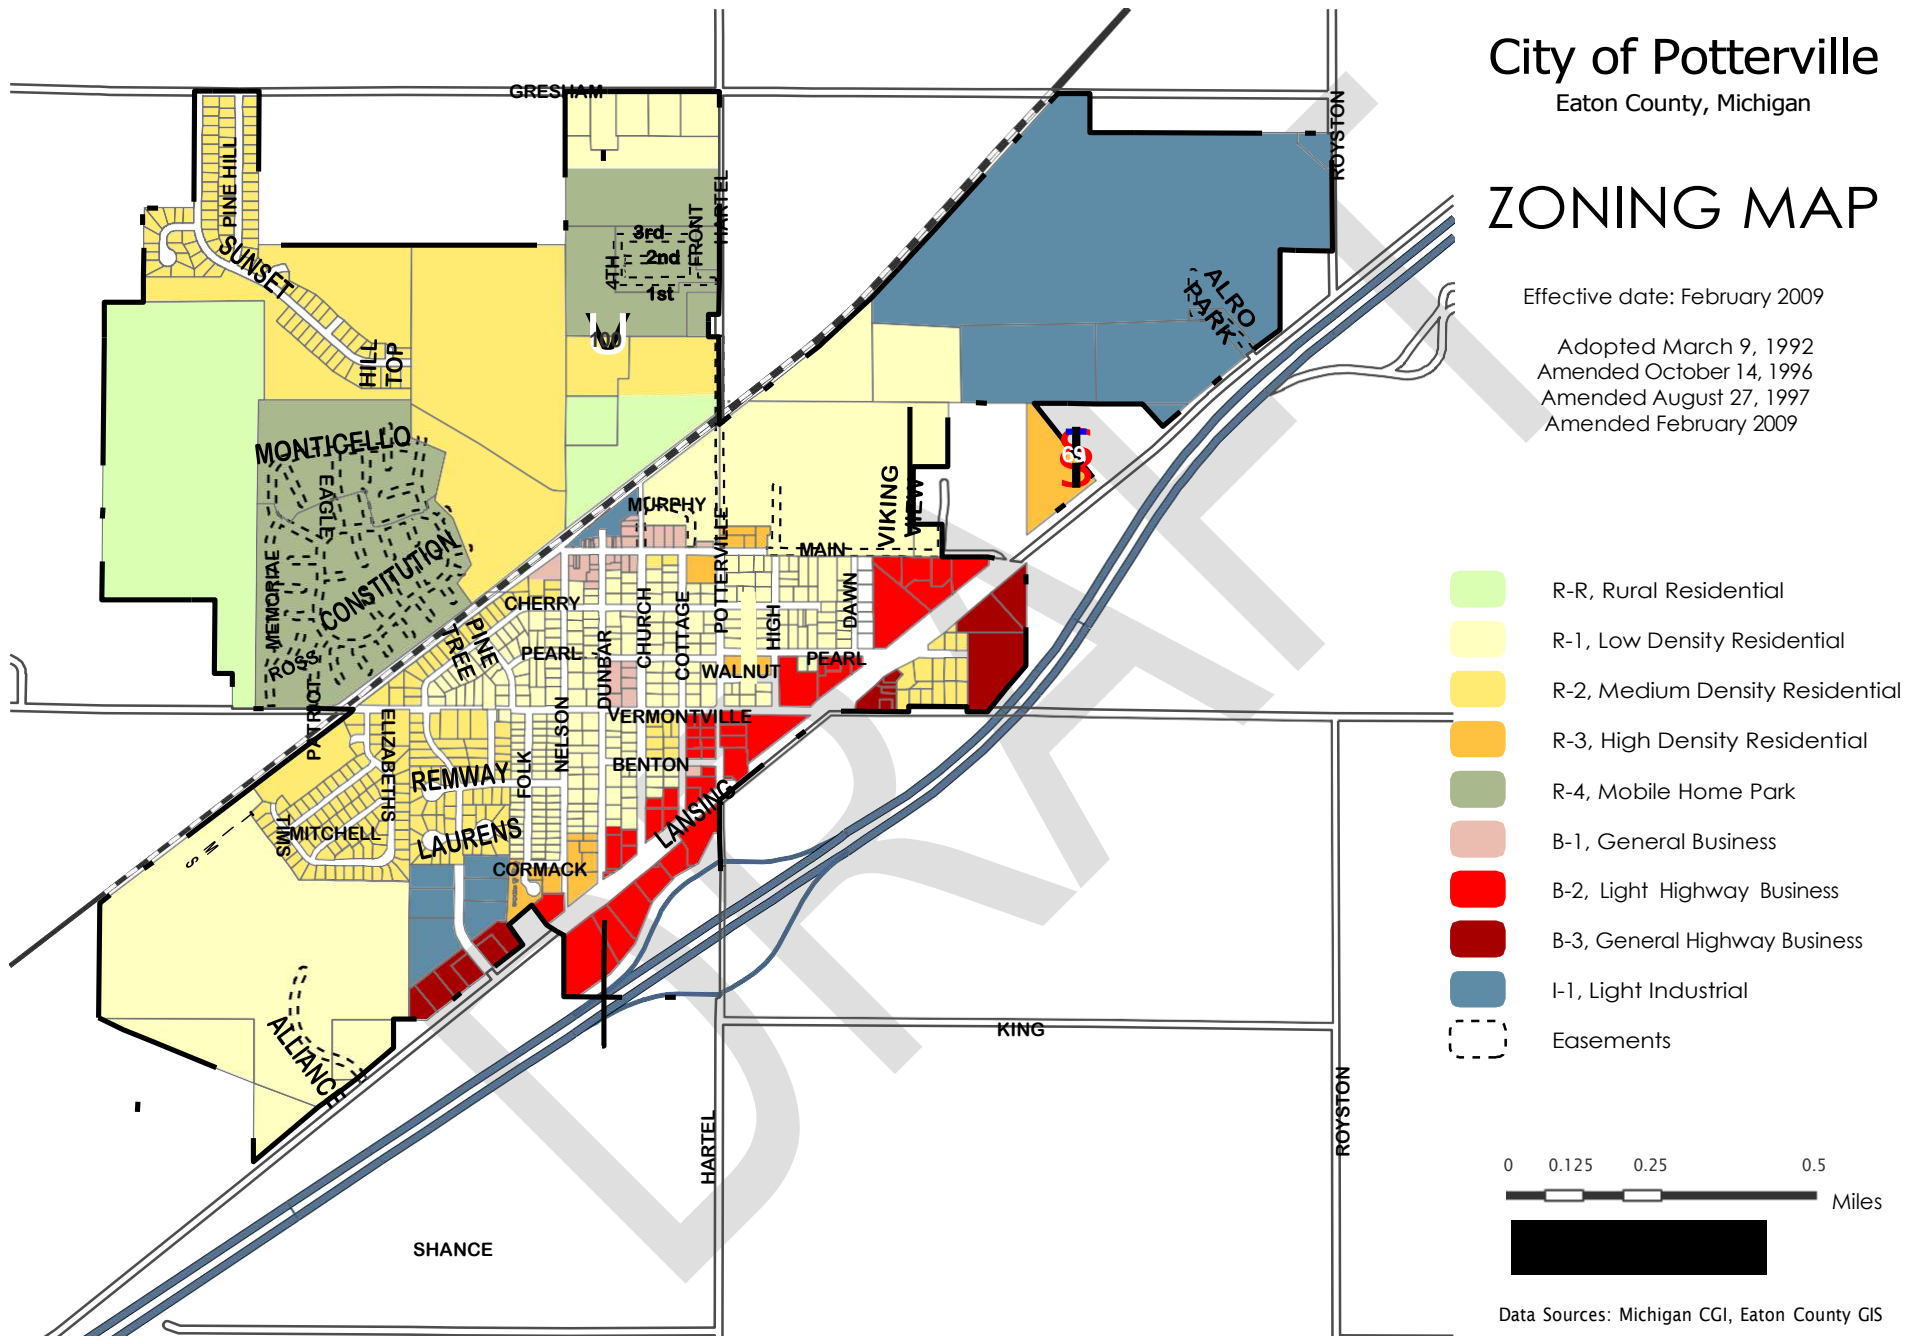 City of Potterville
Eaton County, Michigan
ZONING MAP
Effective date: February 2009
Adopted March 9, 1992
Amended October 14, 1996
Amended August 27, 1997
Amended February 2009
R-R, Rural Residential
R-1, Low Density Residential
R-2, Medium Density Residential
R-3, High Density Residential
R-4, Mobile Home Park
B-1, General Business
B-2, Light Highway Business
B-3, General Highway Business
I-1, Light Industrial
Easements
0 0.125 0.25 0.5
Miles
Data Sources: Michigan CGI, Eaton County GIS
DRAFT
GRESHAM
ROYSTON
PINE HILL
HARTEL
FRONT
3rd
2nd
4TH
1st
SUNSET
ALRO
PARK
100
HILL
TOP
MONTICELLO
EAGLE
69
VIKING
VIEW
MURPHY
POTTERVILLE
MAIN
MEMORIAE
CONSTITUTION
CHERRY
CHURCH
COTTAGE
HIGH
DAWN
PINE
TREE
PEARL
DUNBAR
WALNUT
PEARL
ROSS
PATRIOT
ELIZABETHS
NELSON
VERMONTVILLE
REMWAY
FOLK
BENTON
LANSING
TIMS
MITCHELL
LAURENS
M
S
CORMACK
ALLIANCE
KING
HARTEL
ROYSTON
SHANCE